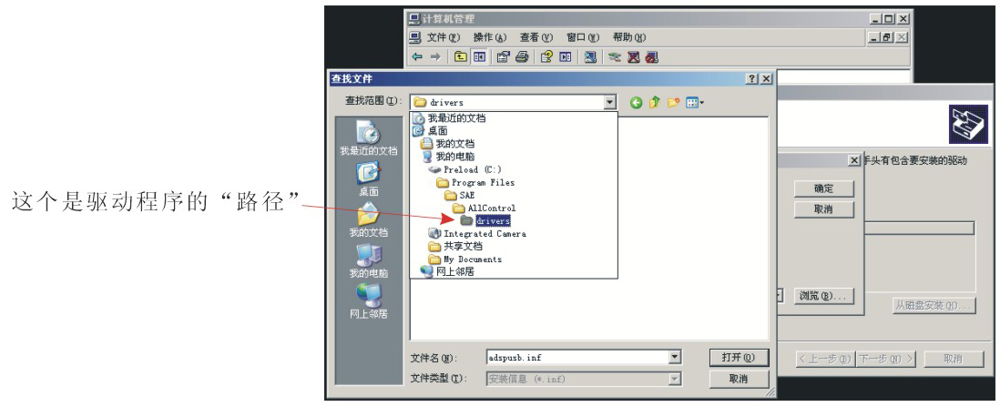 计算机管理
文件(F) 操作(A) 查看(V) 窗口(W) 帮助(H)
查找文件
查找范围(I): drivers
我最近的文档
桌面
我的文档
我的电脑
Preload (C:)
Program Files
SAE
AllControl
drivers
Integrated Camera
共享文档
My Documents
网上邻居
我最近的文档
桌面
我的文档
我的电脑
网上邻居
这个是驱动程序的“路径”
文件名(N): adspusb.inf
打开(O)
文件类型(T): 安装信息 (*.inf)
取消
手头有包含要安装的驱动
确定
取消
浏览(B)...
从磁盘安装(H)...
<上一步(B) 下一步(N)> 取消